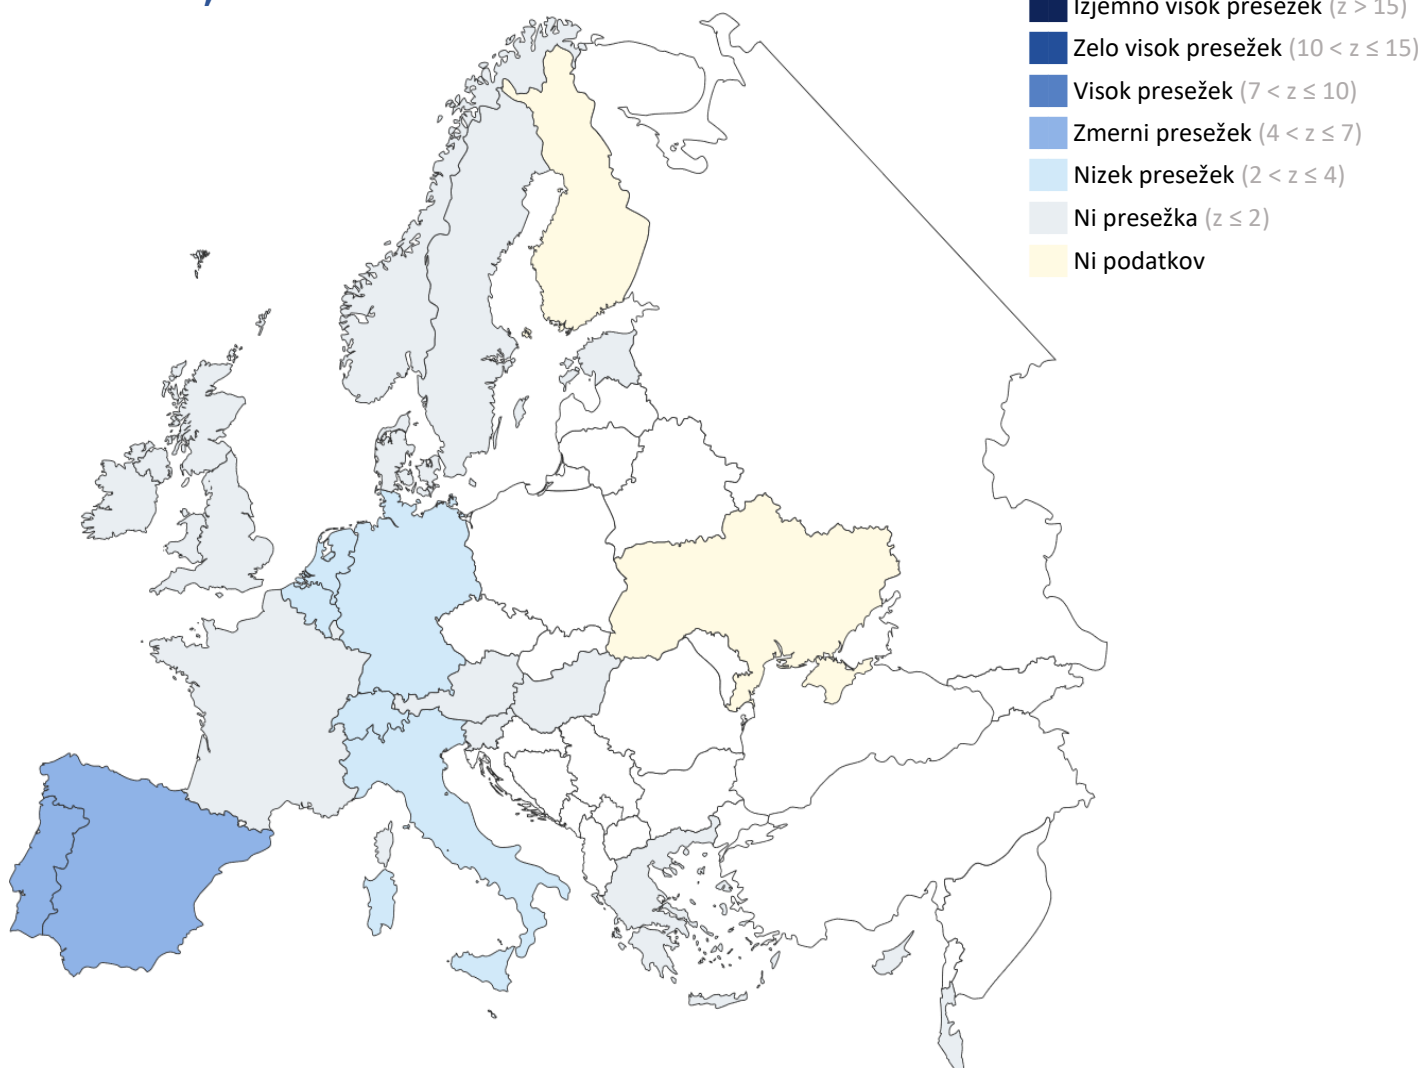 Izjemno visok presežek (z > 15)
Zelo visok presežek (10 < z ≤ 15)
Visok presežek (7 < z ≤ 10)
Zmerni presežek (4 < z ≤ 7)
Nizek presežek (2 < z ≤ 4)
Ni presežka (z ≤ 2)
Ni podatkov